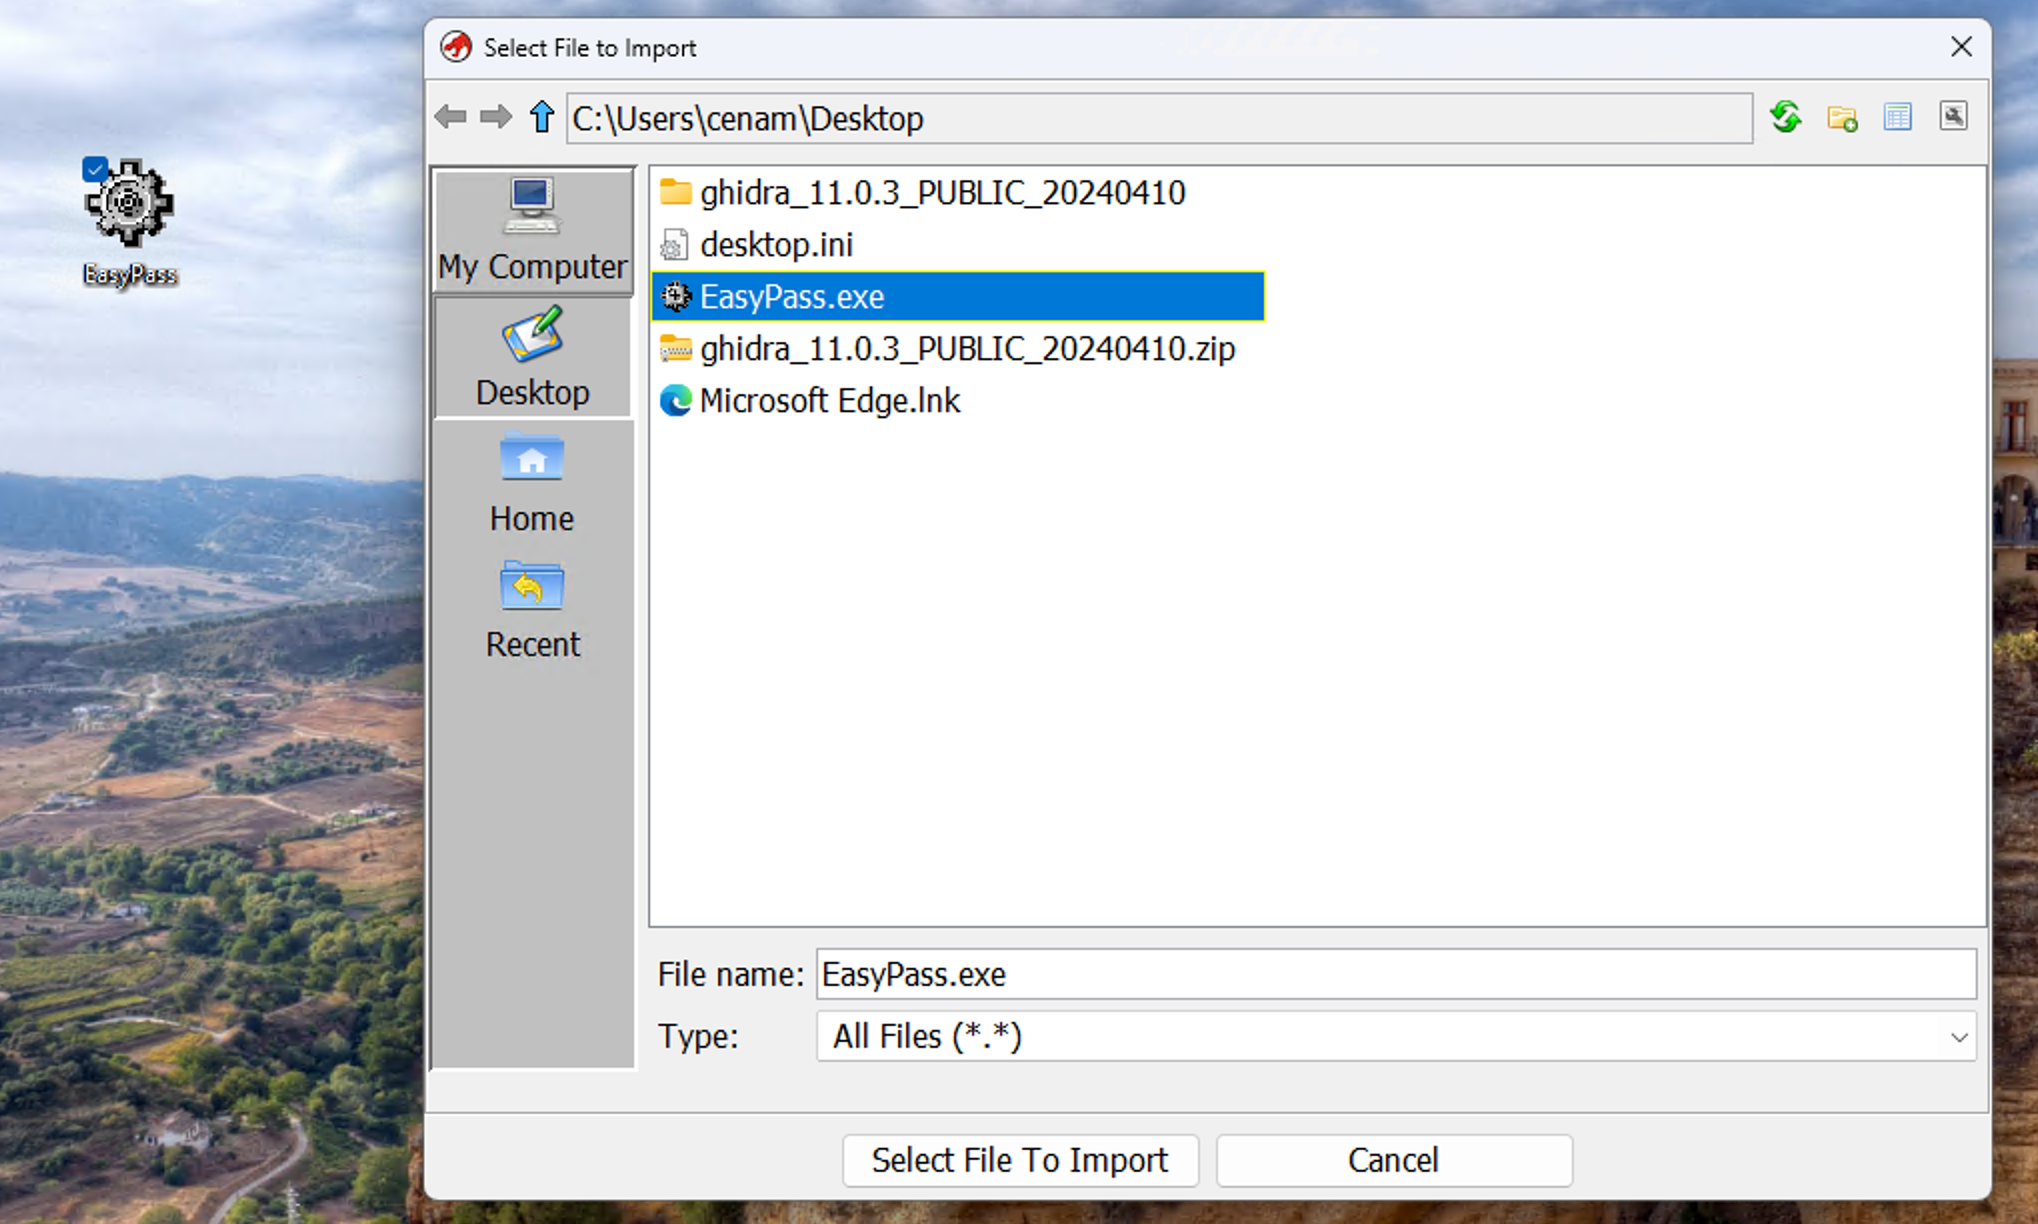 Select File to Import
C:\Users\cenam\Desktop
EasyPass
My Computer
Desktop
Home
Recent
ghidra_11.0.3_PUBLIC_20240410
desktop.ini
EasyPass.exe
ghidra_11.0.3_PUBLIC_20240410.zip
Microsoft Edge.lnk
File name: EasyPass.exe
Type: All Files (*.*)
Select File To Import Cancel